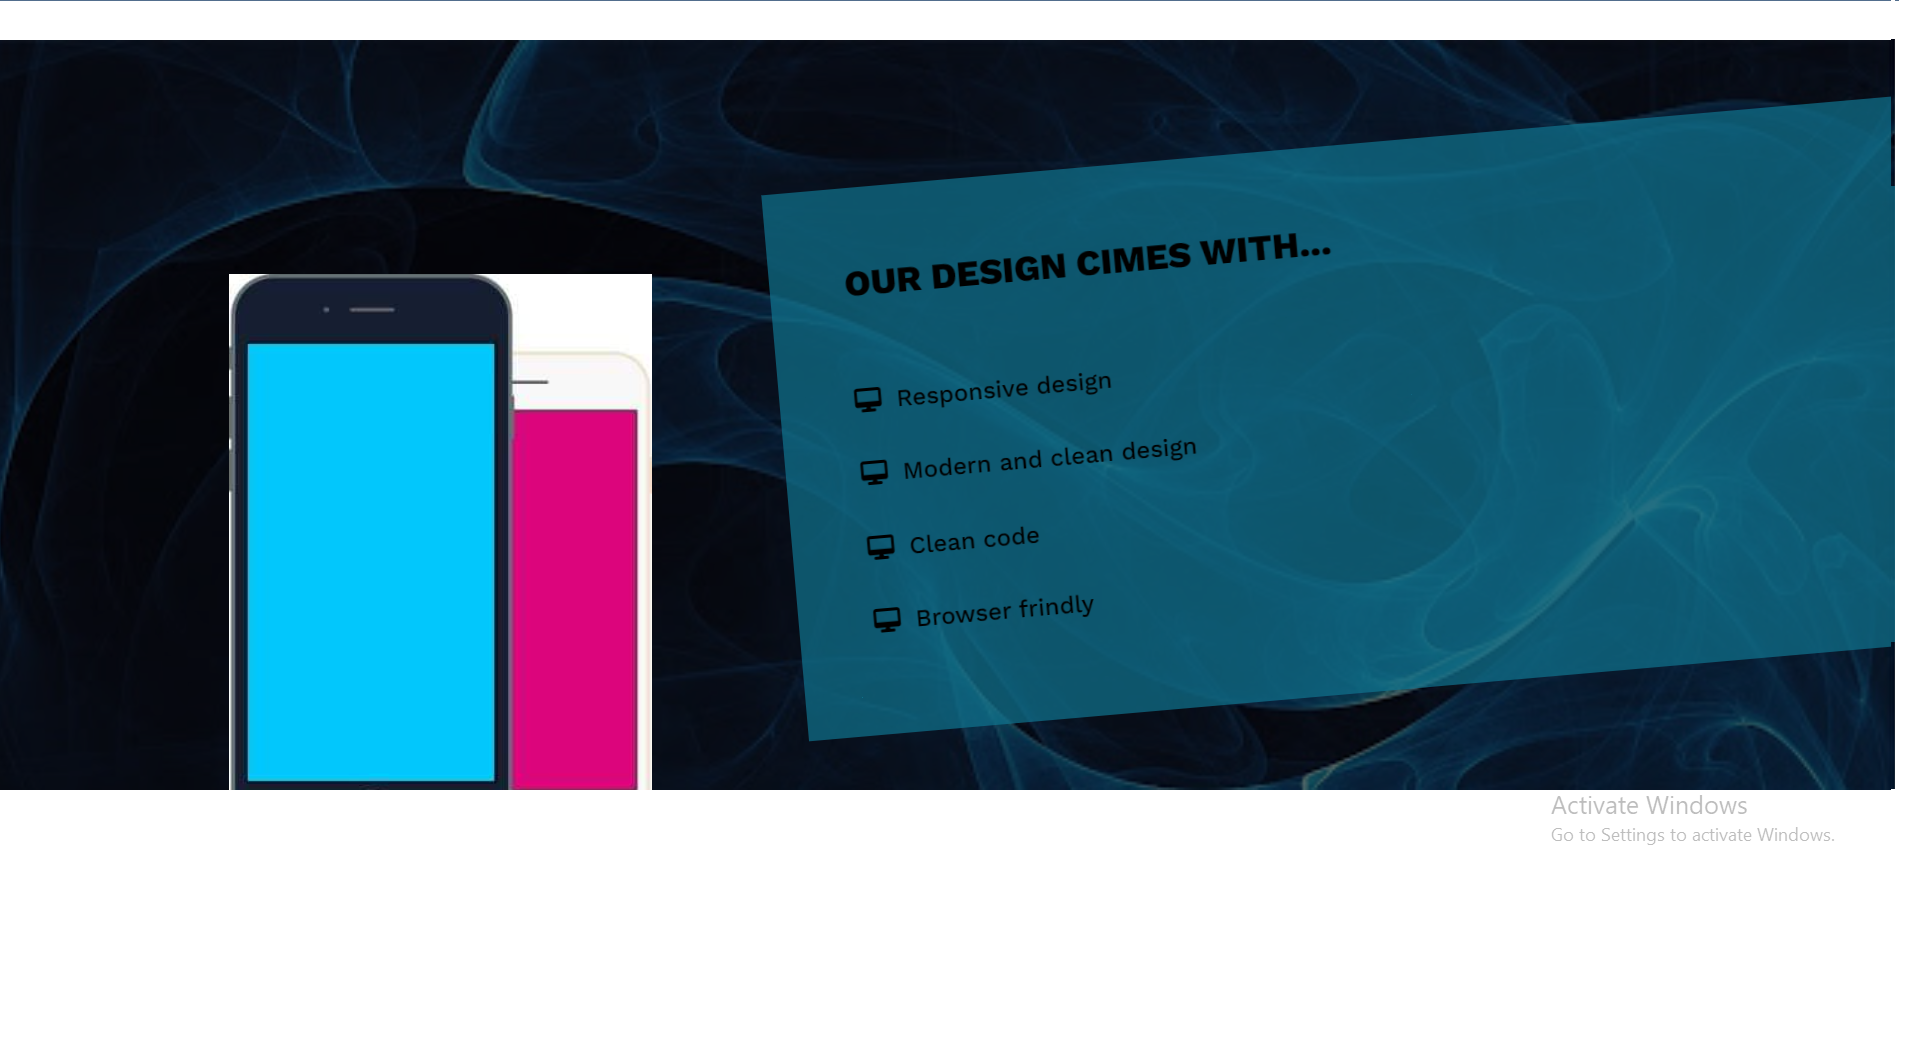 OUR DESIGN CIMES WITH...
Responsive design
Modern and clean design
Clean code
Browser frindly
Activate Windows
Go to Settings to activate Windows.